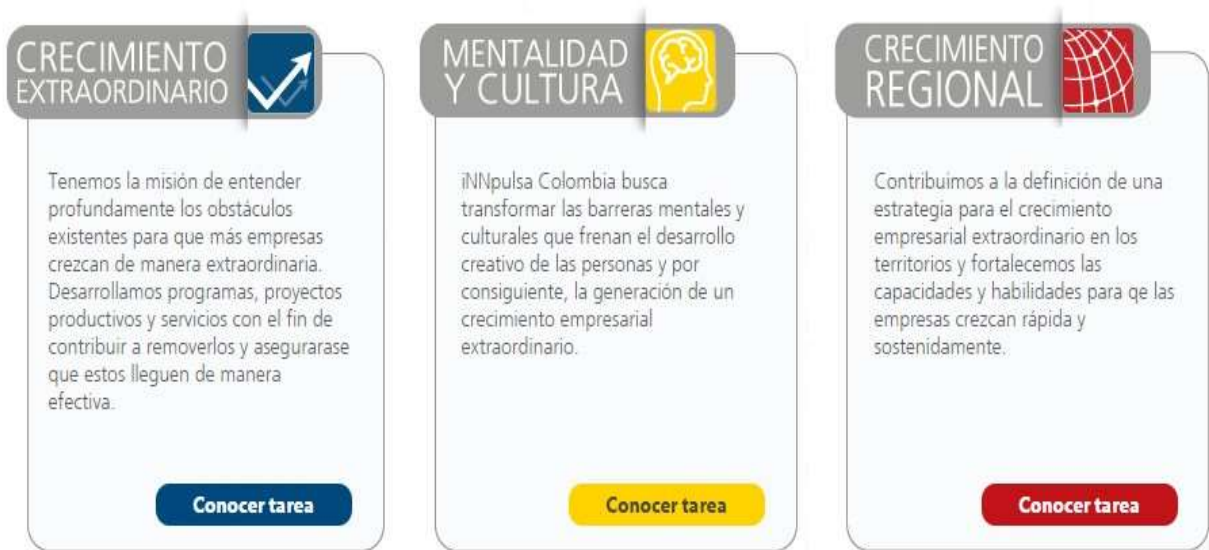 CRECIMIENTO
EXTRAORDINARIO
Tenemos la misión de entender
profundamente los obstáculos
existentes para que más empresas
crezcan de manera extraordinaria.
Desarrollamos programas, proyectos
productivos y servicios con el fin de
contribuir a removerlos y asegurarase
que estos lleguen de manera
efectiva.
Conocer tarea
MENTALIDAD
Y CULTURA
iNNpulsa Colombia busca
transformar las barreras mentales y
culturales que frenan el desarrollo
creativo de las personas y por
consiguiente, la generación de un
crecimiento empresarial
extraordinario.
Conocer tarea
CRECIMIENTO
REGIONAL
Contribuimos a la definición de una
estrategia para el crecimiento
empresarial extraordinario en los
territorios y fortalecemos las
capacidades y habilidades para qe las
empresas crezcan rápida y
sostenidamente.
Conocer tarea